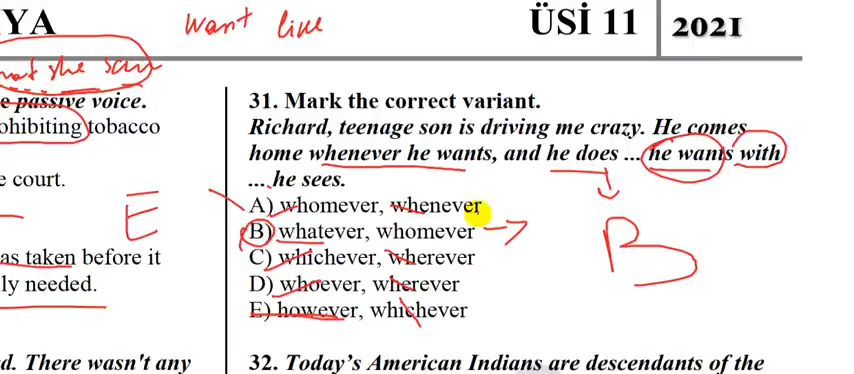 YA
want live
ÜSİ 11
2021
she saw
e passive voice.
ohibiting tobacco
e court.
E
as taken before it
ly needed.
d. There wasn't any
31. Mark the correct variant.
Richard, teenage son is driving me crazy. He comes
home whenever he wants, and he does ... he wants with
... he sees.
A) whomever, whenever
B) whatever, whomever
C) whichever, wherever
D) whoever, wherever
E) however, whichever
B
32. Today's American Indians are descendants of the